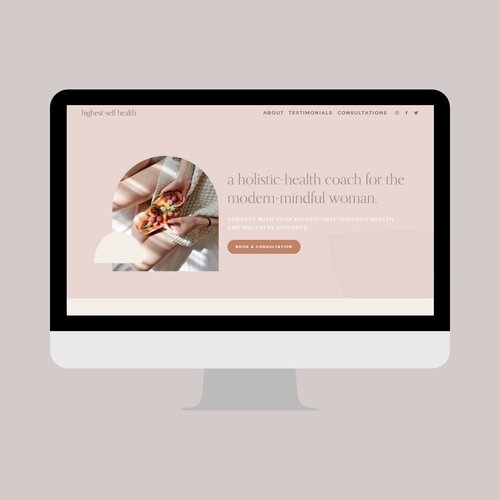 highest-self.health
ABOUT TESTIMONIALS CONSULTATIONS
a holistic-health coach for the
modern-mindful woman.
CONNECT WITH YOUR HIGHEST-SELF THROUGH HEALTH
AND WELLNESS GUIDANCE.
BOOK A CONSULTATION